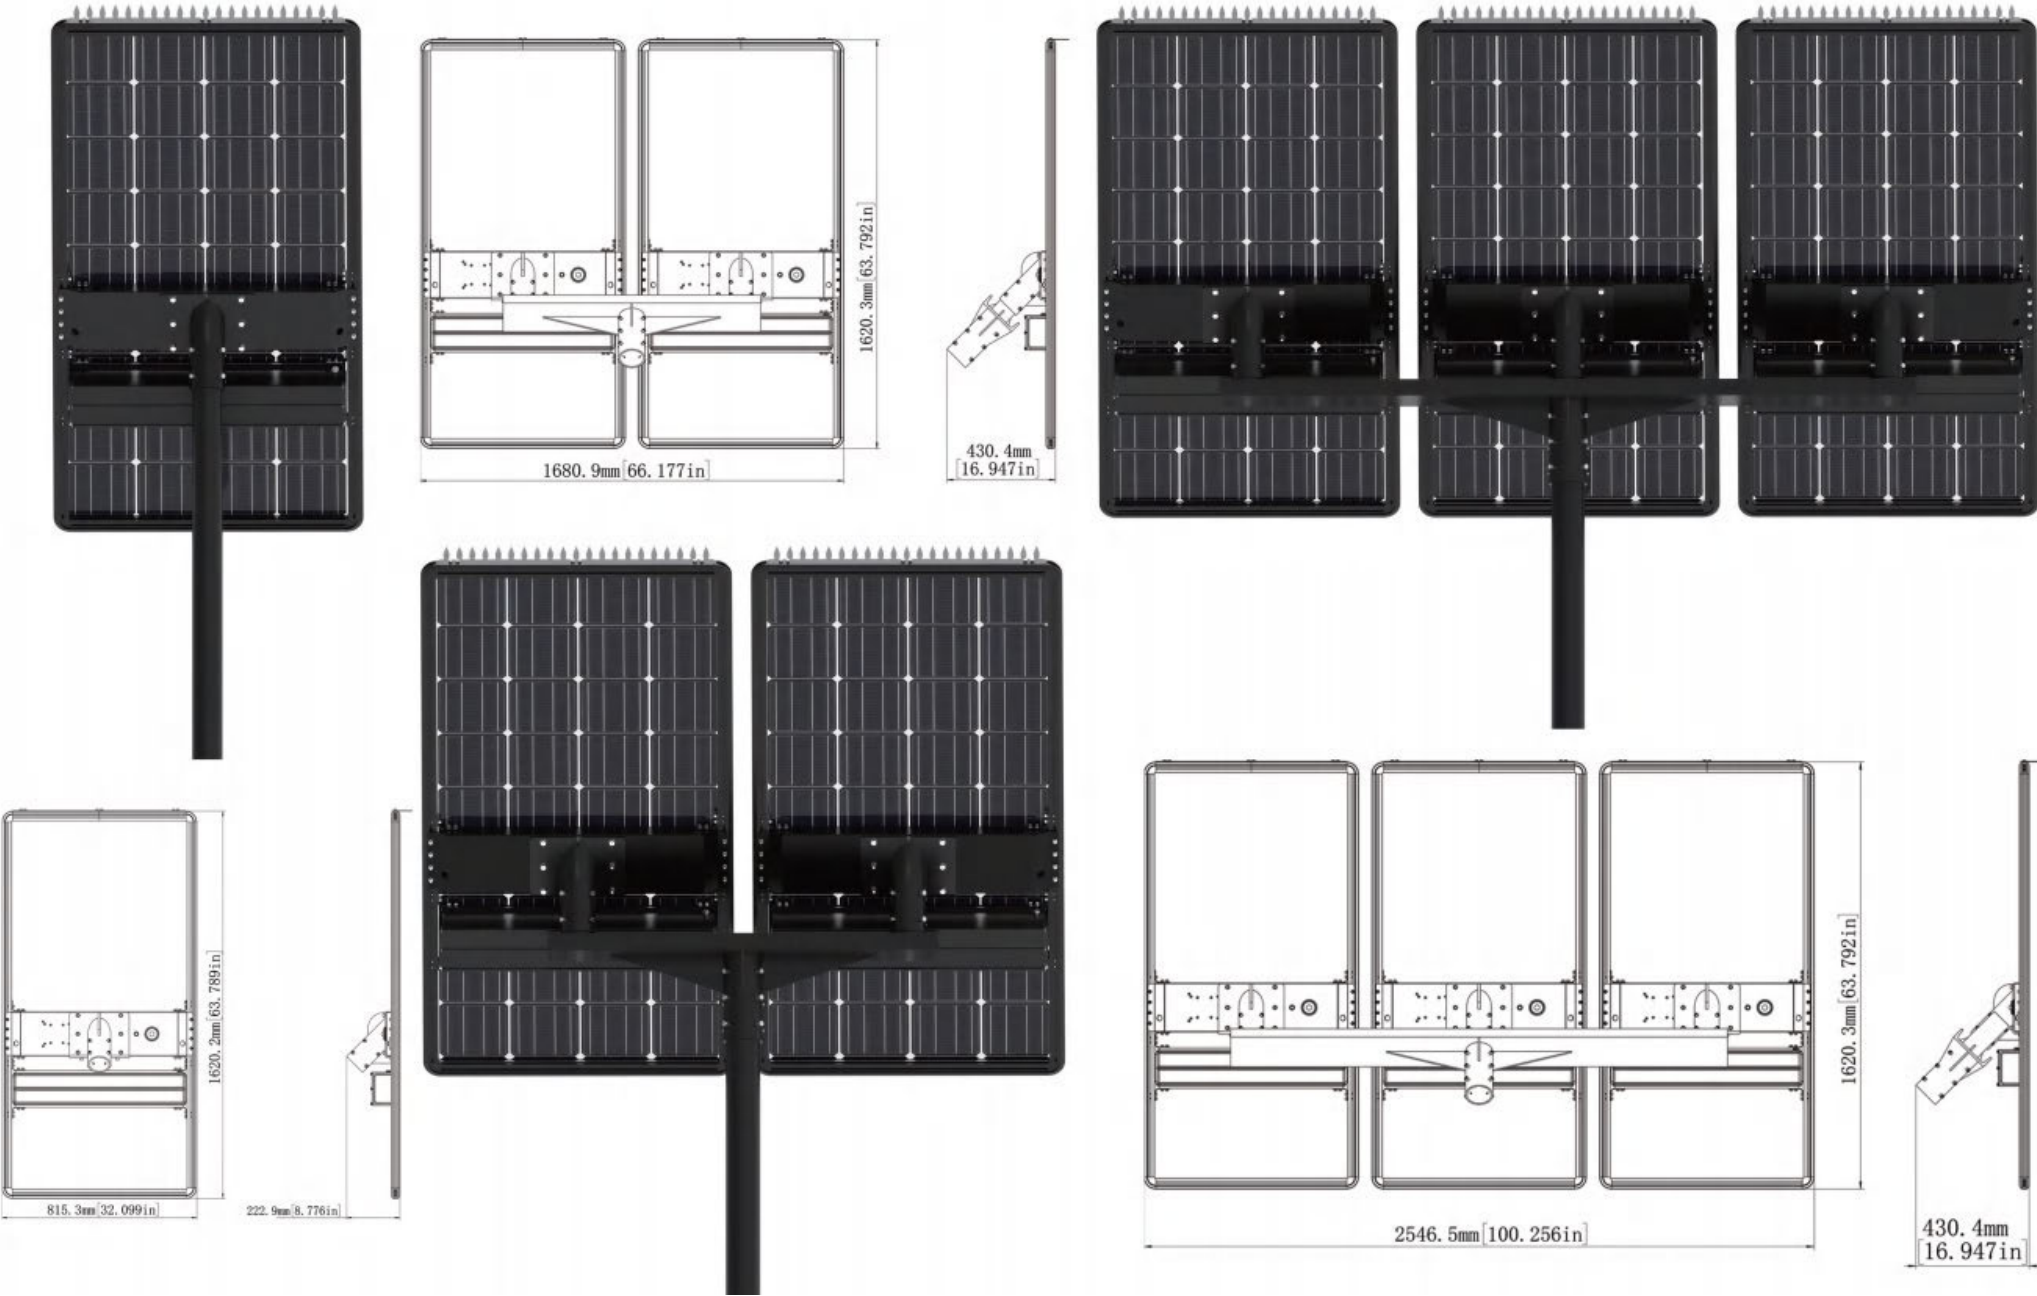 1620.3mm[63.792in]
1680.9mm[66.177in]
430.4mm
[16.947in]
1620.2mm[63.789in]
815.3mm[32.099in]
222.9mm[8.776in]
1620.3mm[63.792in]
2546.5mm[100.256in]
430.4mm
[16.947in]